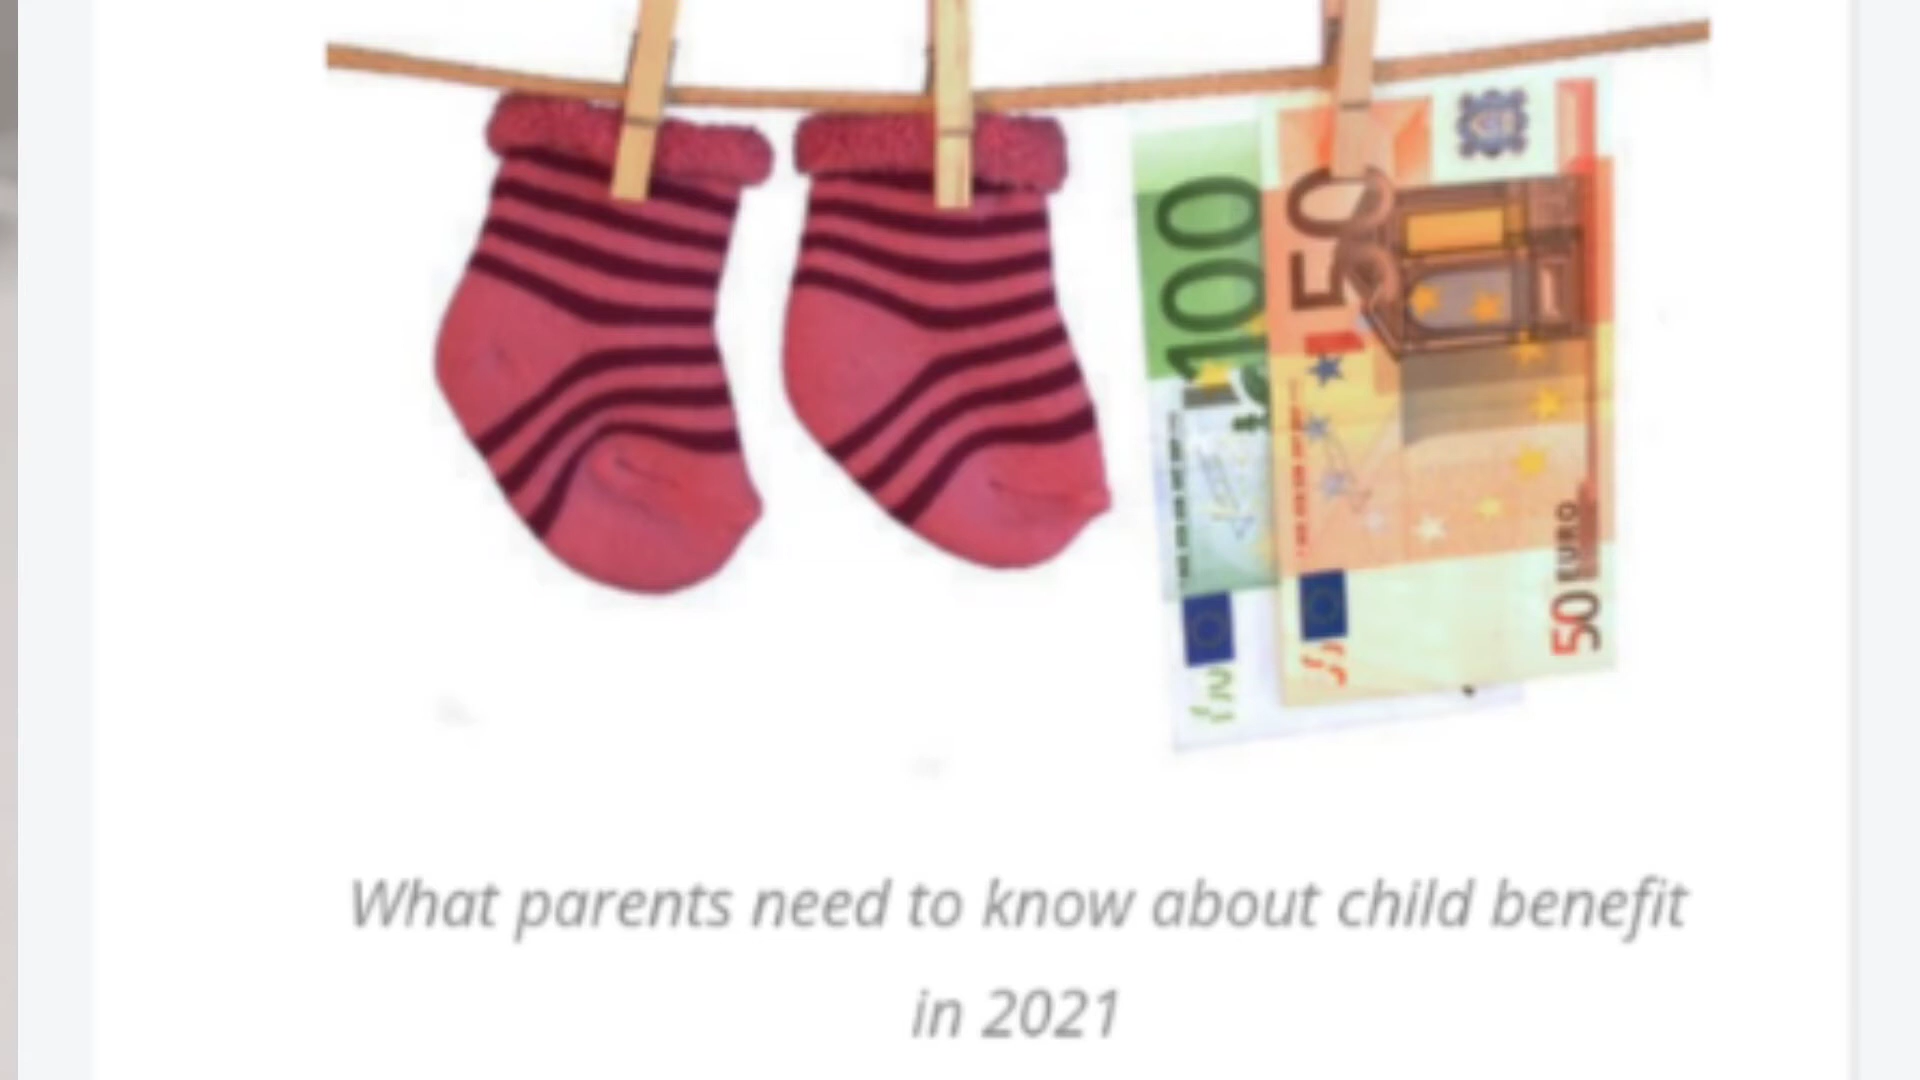 100
50
50 EURO
What parents need to know about child benefit
in 2021